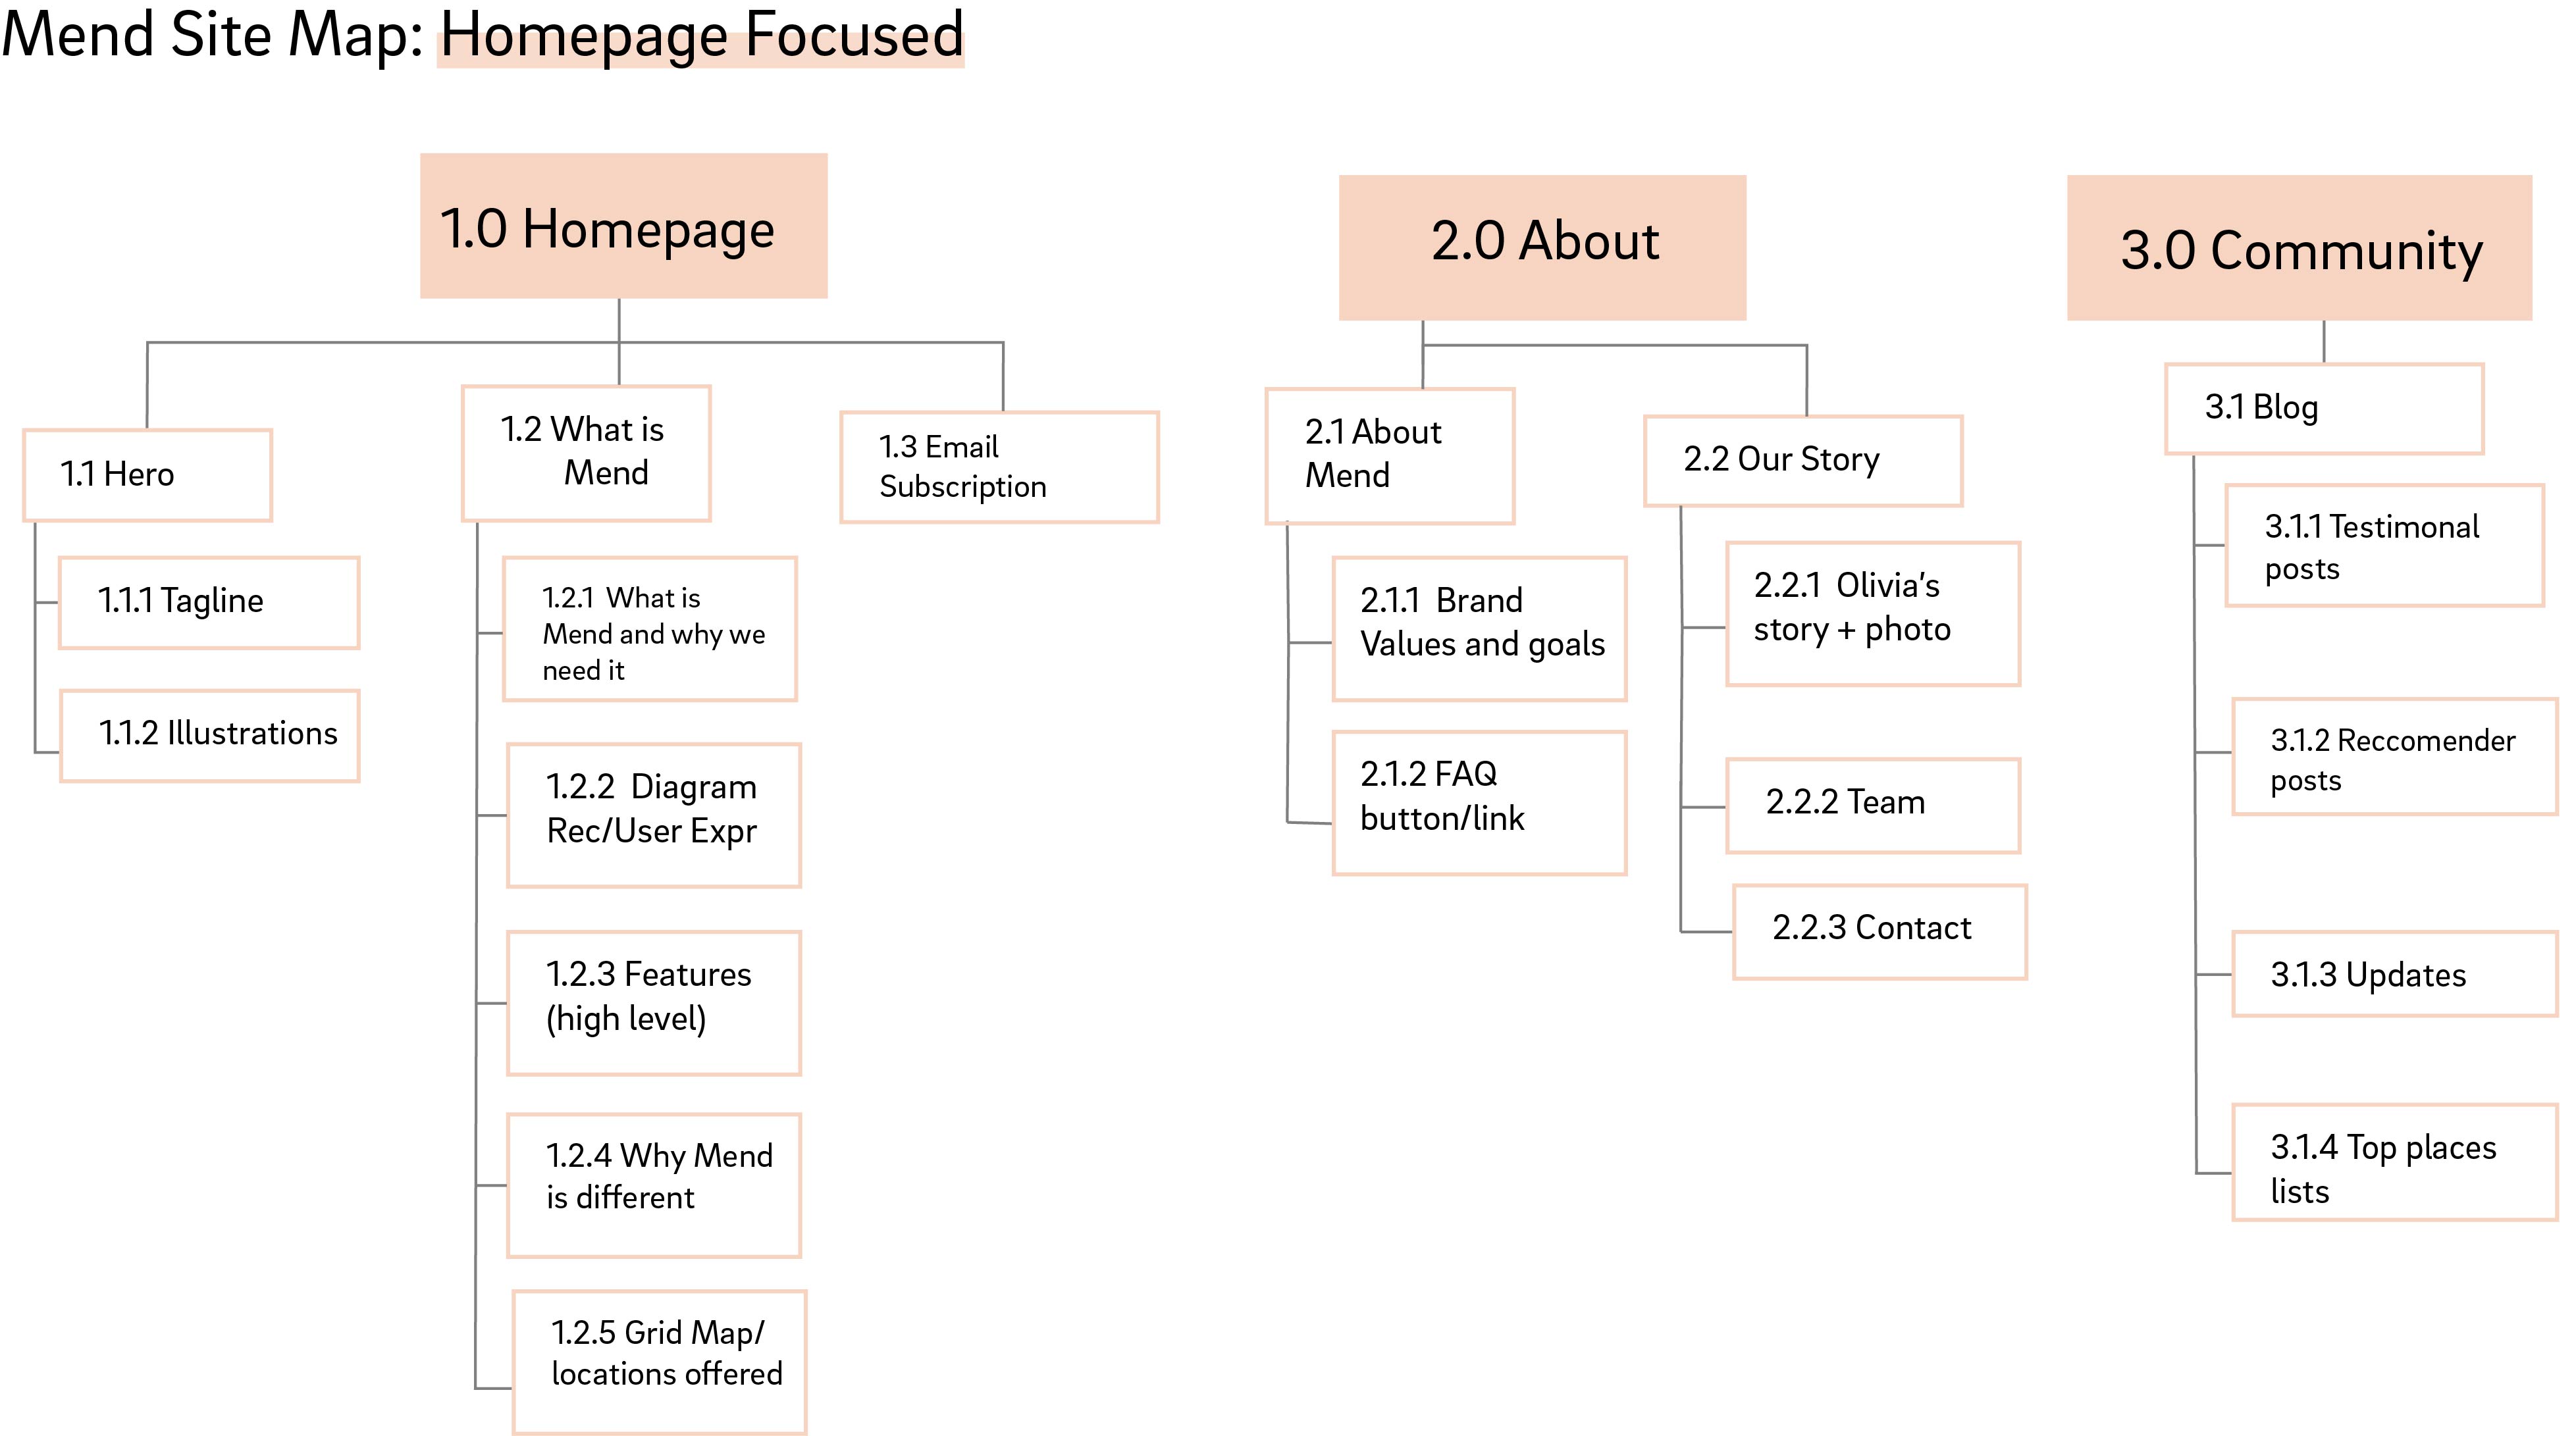 Mend Site Map: Homepage Focused
1.0 Homepage
1.1 Hero
1.1.1 Tagline
1.1.2 Illustrations
1.2 What is
Mend
1.2.1 What is
Mend and why we
need it
1.2.2 Diagram
Rec/User Expr
1.2.3 Features
(high level)
1.2.4 Why Mend
is different
1.2.5 Grid Map/
locations offered
1.3 Email
Subscription
2.0 About
2.1 About
Mend
2.1.1 Brand
Values and goals
2.1.2 FAQ
button/link
2.2 Our Story
2.2.1 Olivia’s
story + photo
2.2.2 Team
2.2.3 Contact
3.0 Community
3.1 Blog
3.1.1 Testimonal
posts
3.1.2 Reccomender
posts
3.1.3 Updates
3.1.4 Top places
lists